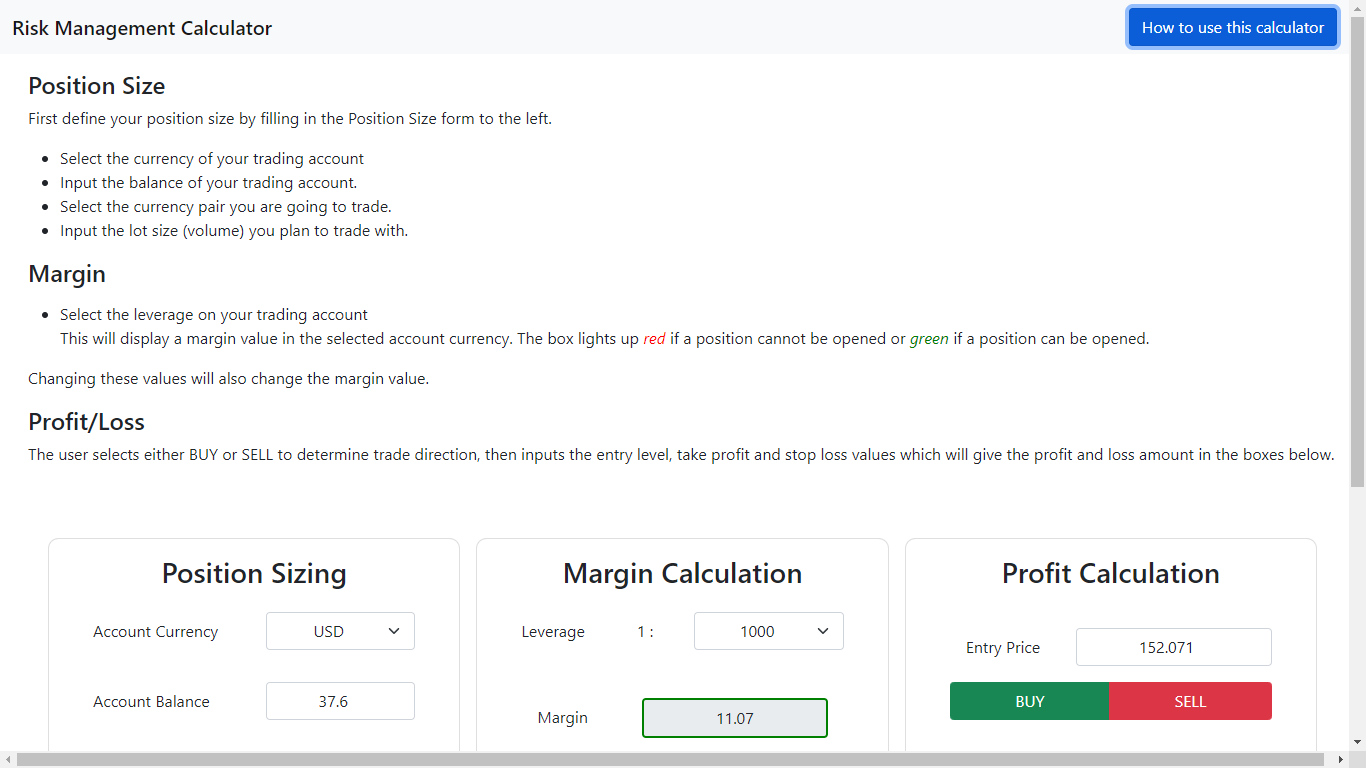 Risk Management Calculator
How to use this calculator
Position Size
First define your position size by filling in the Position Size form to the left.
Select the currency of your trading account
Input the balance of your trading account.
Select the currency pair you are going to trade.
Input the lot size (volume) you plan to trade with.
Margin
Select the leverage on your trading account
This will display a margin value in the selected account currency. The box lights up red if a position cannot be opened or green if a position can be opened.
Changing these values will also change the margin value.
Profit/Loss
The user selects either BUY or SELL to determine trade direction, then inputs the entry level, take profit and stop loss values which will give the profit and loss amount in the boxes below.
Position Sizing
Account Currency
USD
Account Balance
37.6
Margin Calculation
Leverage
1 :
1000
Margin
11.07
Profit Calculation
Entry Price
152.071
BUY
SELL